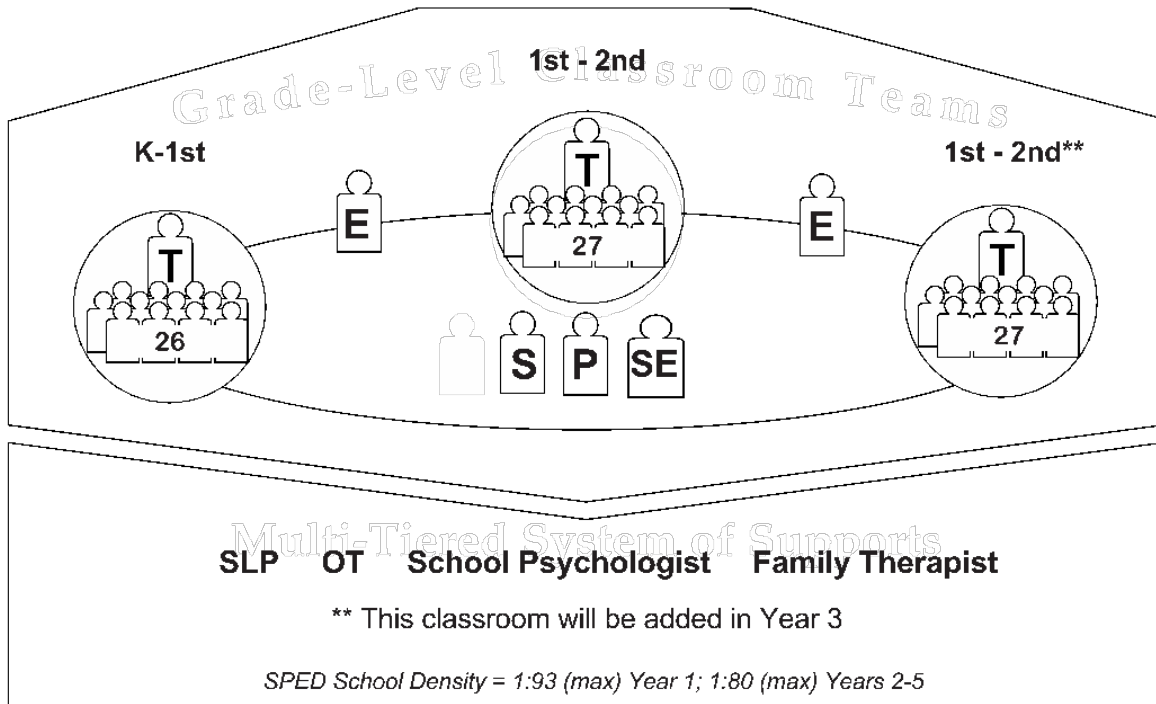 1st - 2nd
Grade-Level Classroom Teams
K-1st
1st - 2nd**
T
E
T
E
T
26
27
27
S P SE
Multi-Tiered System of Supports
SLP OT School Psychologist Family Therapist
** This classroom will be added in Year 3
SPED School Density = 1:93 (max) Year 1; 1:80 (max) Years 2-5